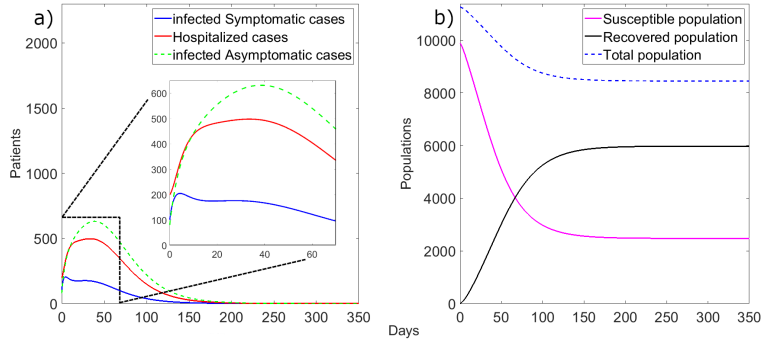 a)
infected Symptomatic cases
Hospitalized cases
infected Asymptomatic cases
Patients
2000
1500
1000
500
0
0 50 100 150 200 250 300 350
600
500
400
300
200
100
0
0 20 40 60
b)
Susceptible population
Recovered population
Total population
Populations
10000
8000
6000
4000
2000
0
0 50 100 150 200 250 300 350
Days